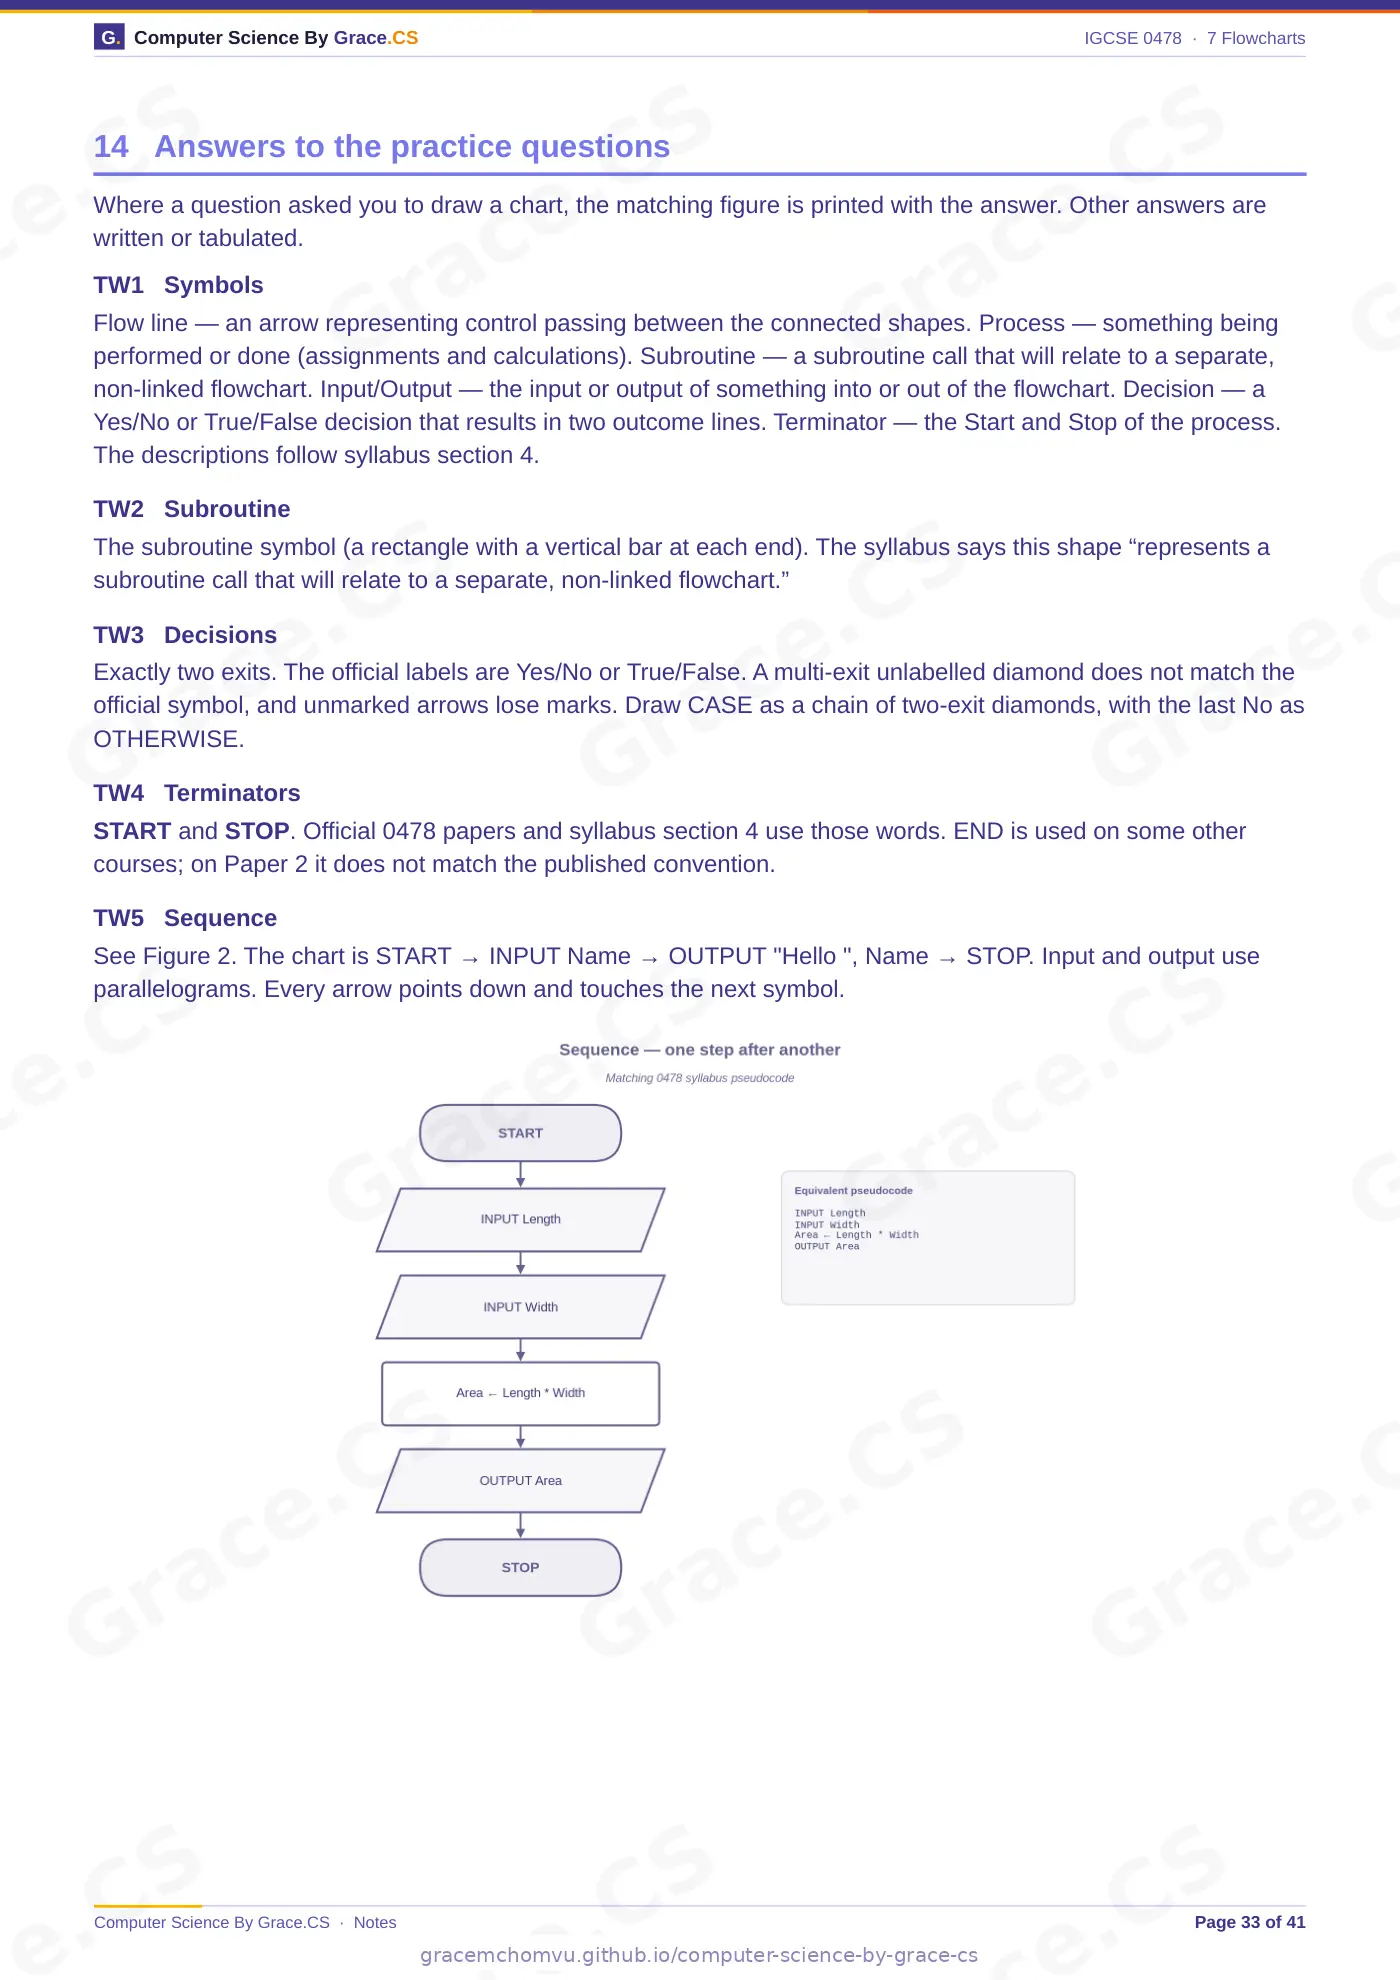 G. Computer Science By Grace.CS
IGCSE 0478 · 7 Flowcharts
14 Answers to the practice questions
Where a question asked you to draw a chart, the matching figure is printed with the answer. Other answers are
written or tabulated.
TW1 Symbols
Flow line — an arrow representing control passing between the connected shapes. Process — something being
performed or done (assignments and calculations). Subroutine — a subroutine call that will relate to a separate,
non-linked flowchart. Input/Output — the input or output of something into or out of the flowchart. Decision — a
Yes/No or True/False decision that results in two outcome lines. Terminator — the Start and Stop of the process.
The descriptions follow syllabus section 4.
TW2 Subroutine
The subroutine symbol (a rectangle with a vertical bar at each end). The syllabus says this shape “represents a
subroutine call that will relate to a separate, non-linked flowchart.”
TW3 Decisions
Exactly two exits. The official labels are Yes/No or True/False. A multi-exit unlabelled diamond does not match the
official symbol, and unmarked arrows lose marks. Draw CASE as a chain of two-exit diamonds, with the last No as
OTHERWISE.
TW4 Terminators
START and STOP. Official 0478 papers and syllabus section 4 use those words. END is used on some other
courses; on Paper 2 it does not match the published convention.
TW5 Sequence
See Figure 2. The chart is START → INPUT Name → OUTPUT "Hello ", Name → STOP. Input and output use
parallelograms. Every arrow points down and touches the next symbol.
Sequence — one step after another
Matching 0478 syllabus pseudocode
START
INPUT Length
INPUT Width
Area ← Length * Width
OUTPUT Area
STOP
Equivalent pseudocode
INPUT Length
INPUT Width
Area ← Length * Width
OUTPUT Area
Computer Science By Grace.CS · Notes
Page 33 of 41
gracemchomvu.github.io/computer-science-by-grace-cs
Grace.CS